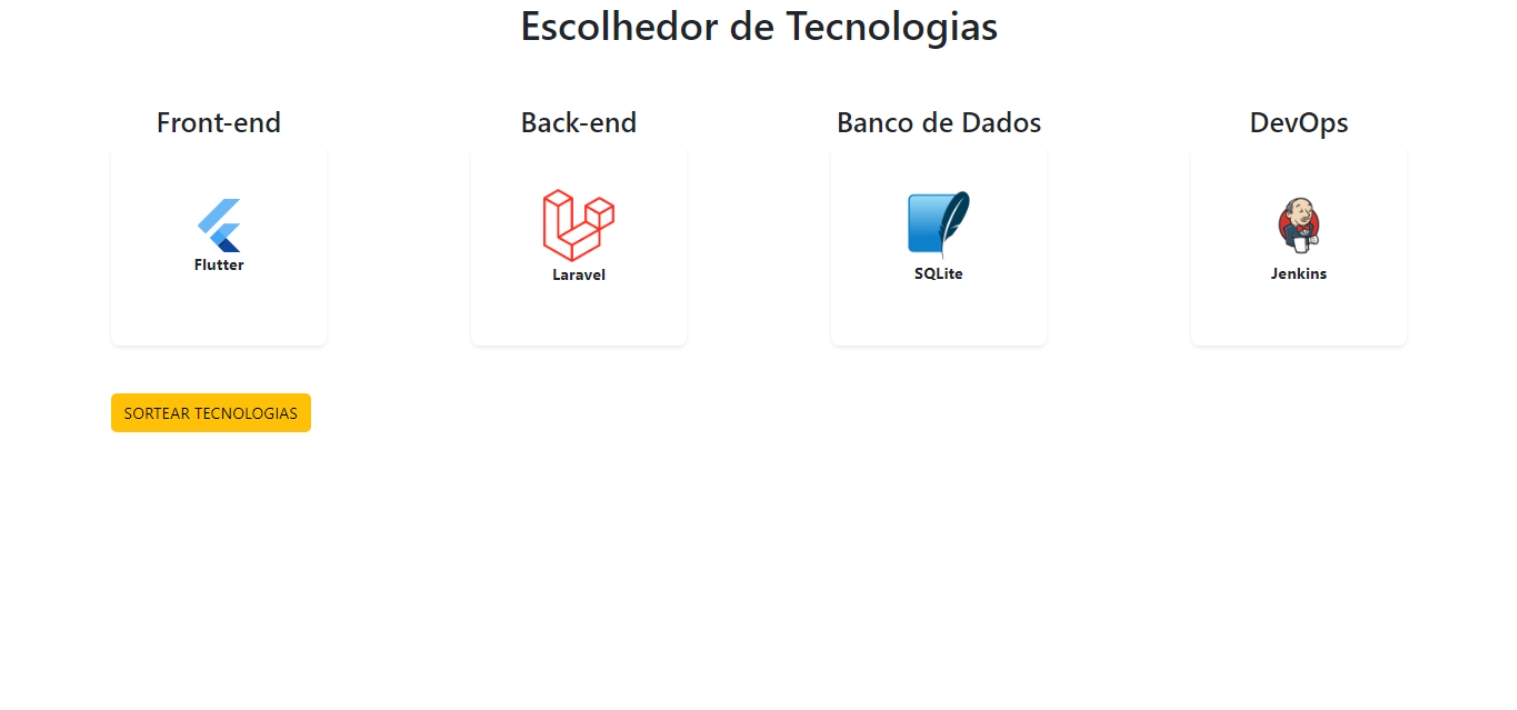 Escolhedor de Tecnologias
Front-end
Back-end
Banco de Dados
DevOps
Flutter
Laravel
SQLite
Jenkins
SORTEAR TECNOLOGIAS